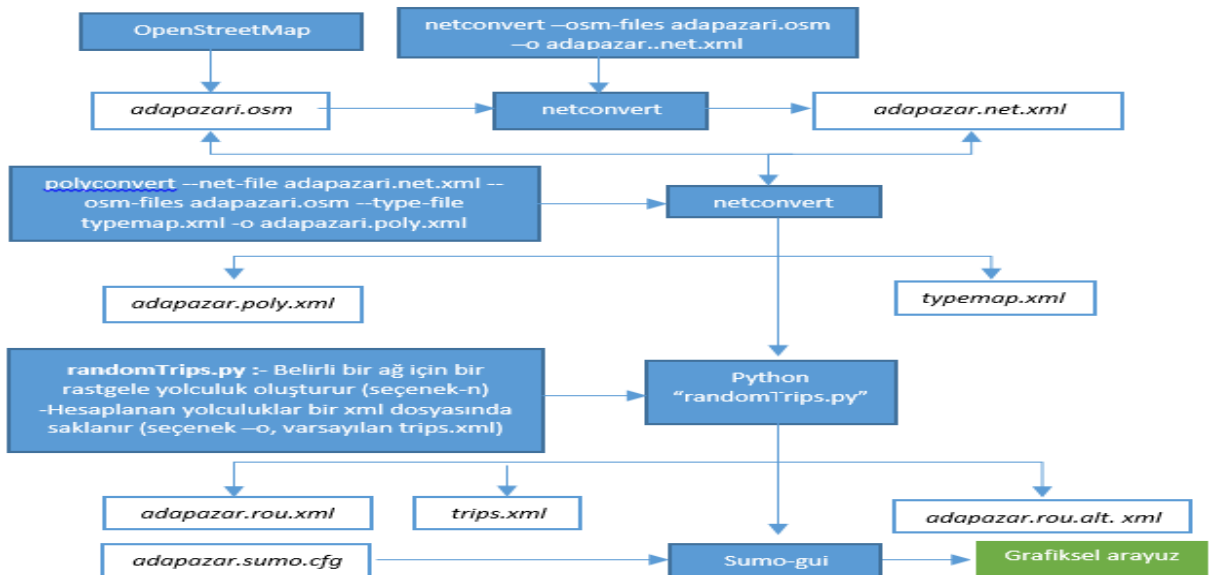 OpenStreetMap
netconvert –osm-files adapazari.osm
–o adapazar..net.xml
adapazari.osm
netconvert
adapazar.net.xml
polyconvert --net-file adapazari.net.xml --
osm-files adapazari.osm --type-file
typemap.xml -o adapazari.poly.xml
netconvert
adapazar.poly.xml
typemap.xml
randomTrips.py :- Belirli bir ağ için bir
rastgele yolculuk oluşturur (seçenek-n)
-Hesaplanan yolculuklar bir xml dosyasında
saklanır (seçenek –o, varsayılan trips.xml)
Python
“randomTrips.py”
adapazar.rou.xml
trips.xml
adapazar.rou.alt. xml
adapazar.sumo.cfg
Sumo-gui
Grafiksel arayuz